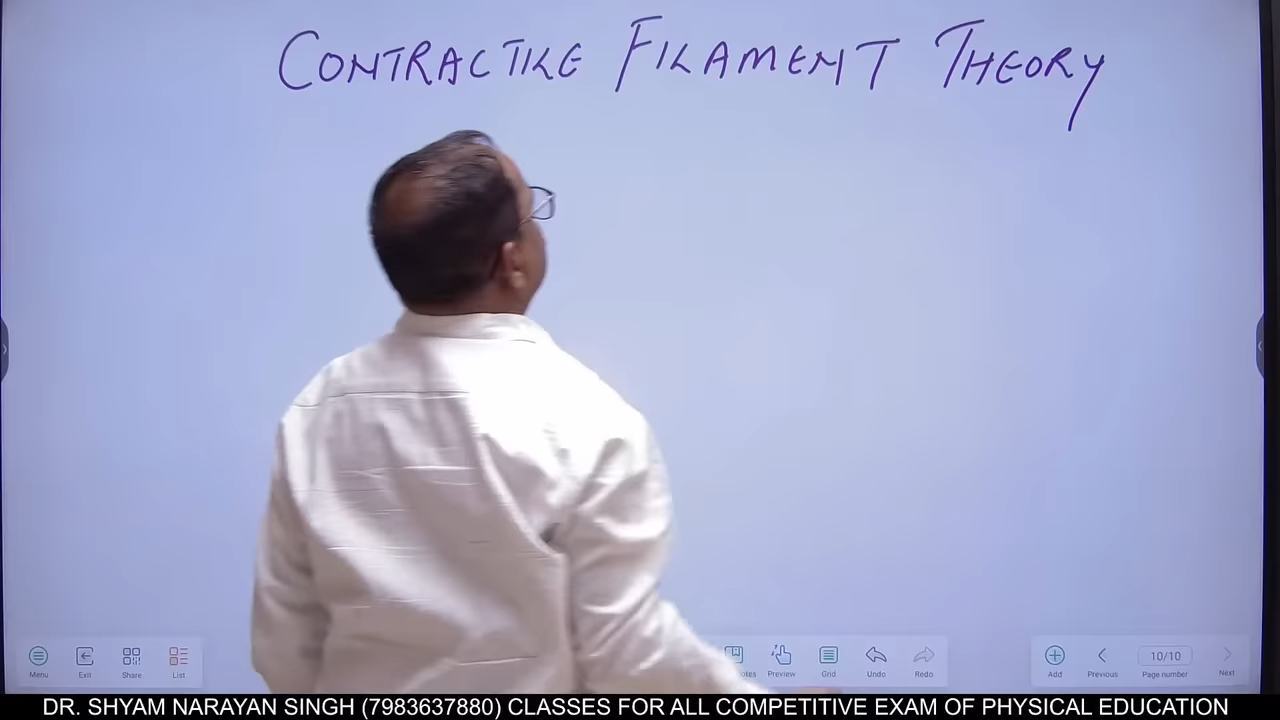 CONTRACTILE FILAMENT THEORY
Menu
Exit
Share
List
otes
Preview
Grid
Undo
Redo
Add
Previous
10/10
Page number
Next
DR. SHYAM NARAYAN SINGH (7983637880) CLASSES FOR ALL COMPETITIVE EXAM OF PHYSICAL EDUCATION